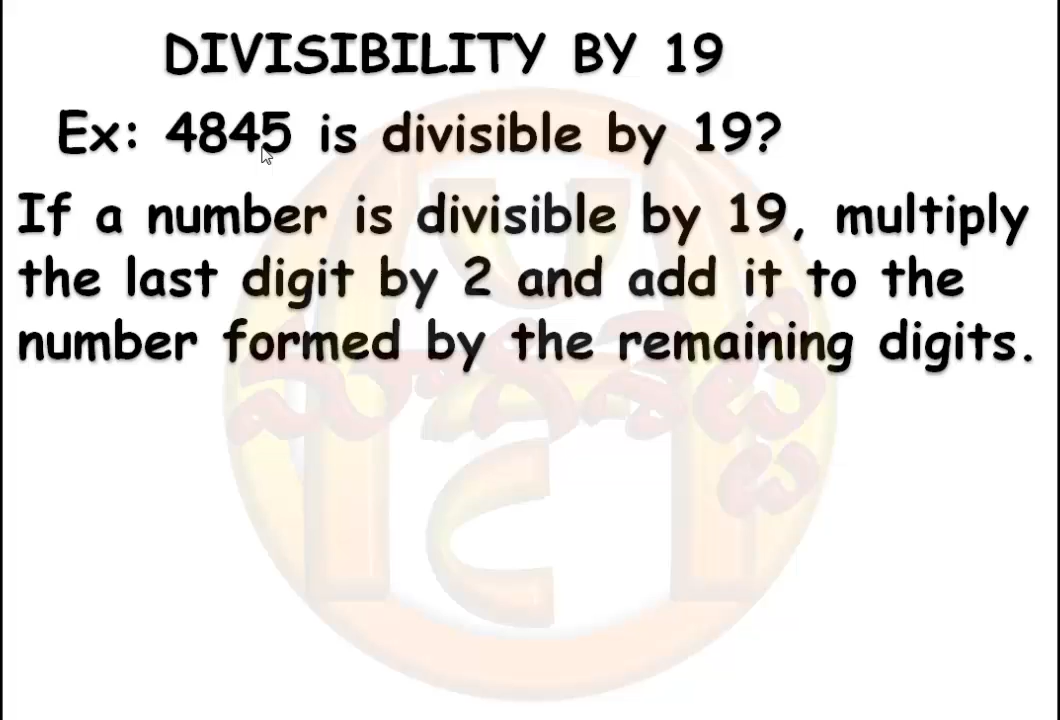 DIVISIBILITY BY 19
Ex: 4845 is divisible by 19?
If a number is divisible by 19, multiply
the last digit by 2 and add it to the
number formed by the remaining digits.